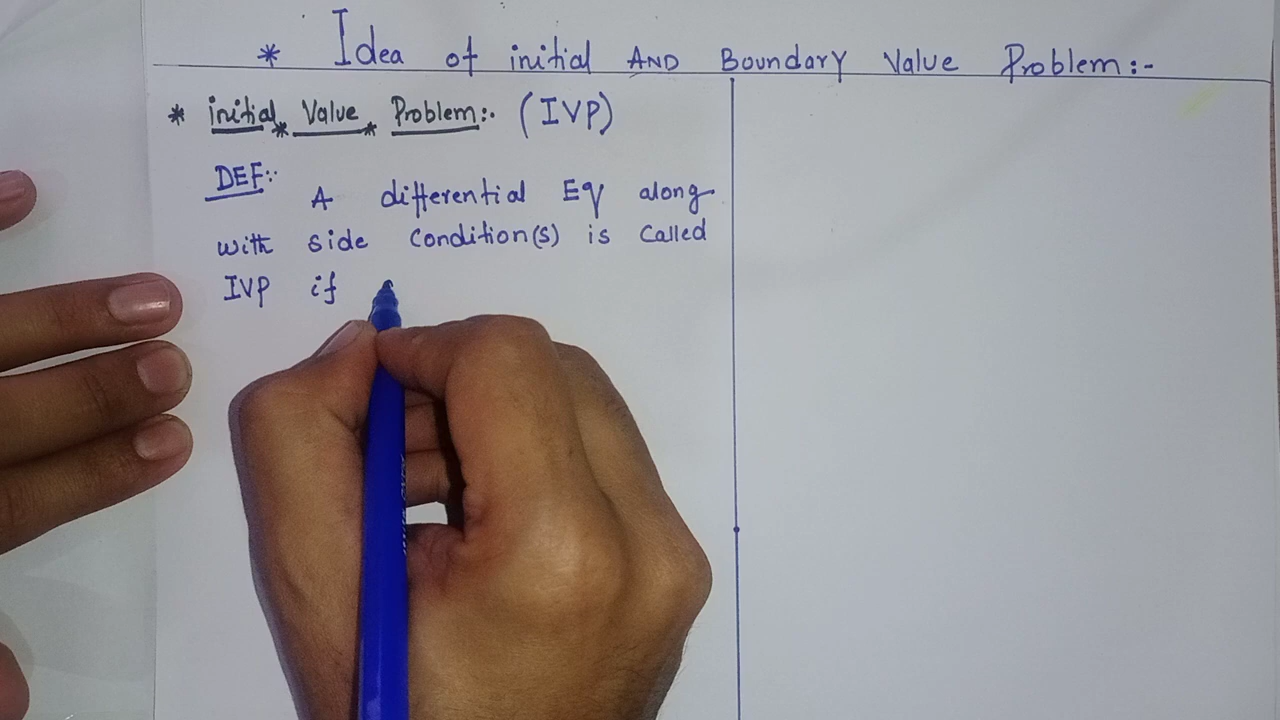 * Idea of initial AND Boundary Value Problem:-
* initial Value Problem:. (IVP)
DEF:.
A differential Eq along
with side condition(s) is called
IVP if